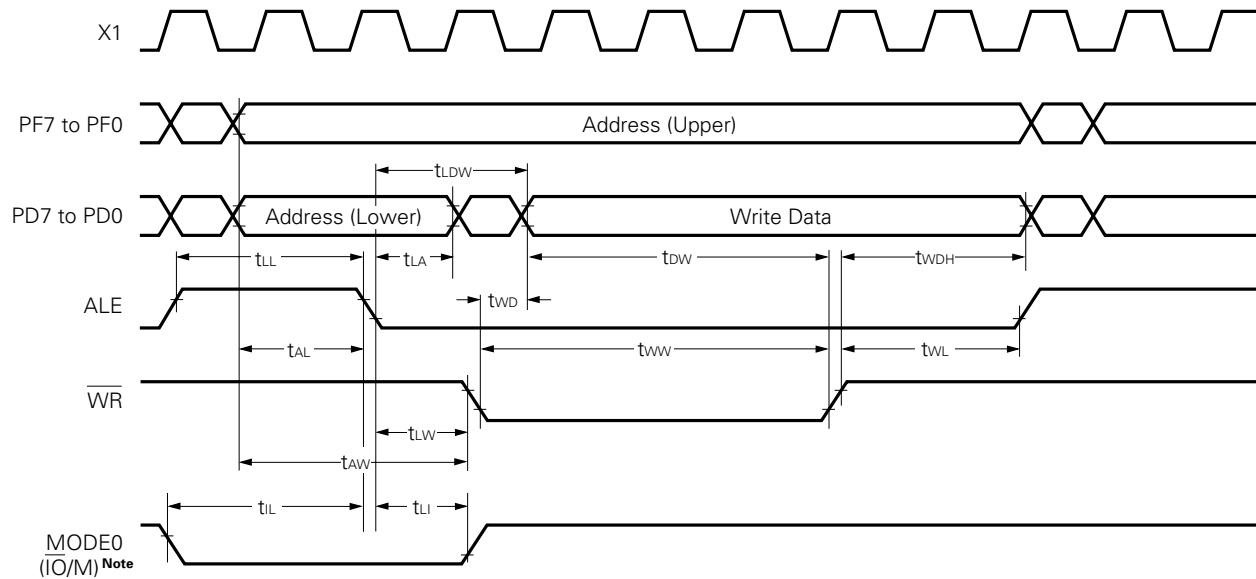 X1
PF7 to PF0
Address (Upper)
tLDW
PD7 to PD0
Address (Lower)
Write Data
tLL
tLA
tDW
tWDH
ALE
tWD
tAL
tWW
tWL
WR
tLW
tAW
tIL
tLI
MODE0
(IO/M) Note